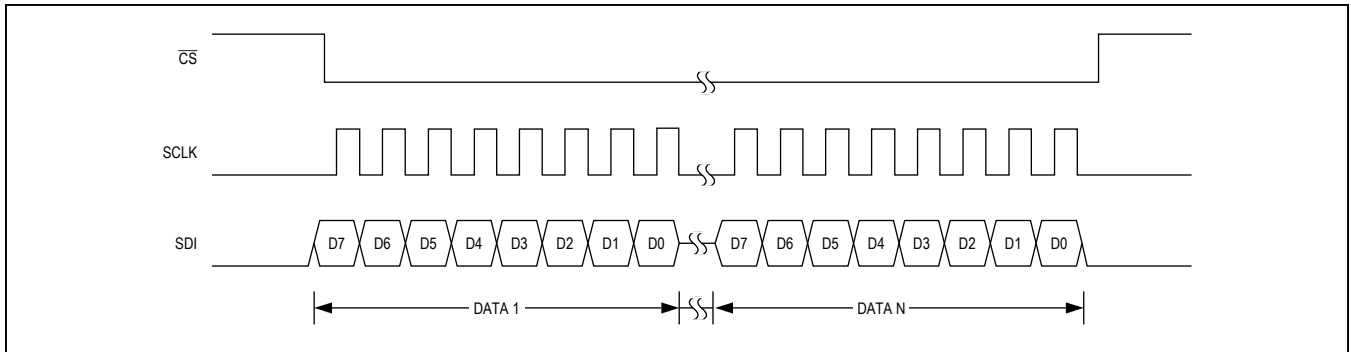 C̅S̅
SCLK
SDI D7 D6 D5 D4 D3 D2 D1 D0 D7 D6 D5 D4 D3 D2 D1 D0
DATA 1 DATA N